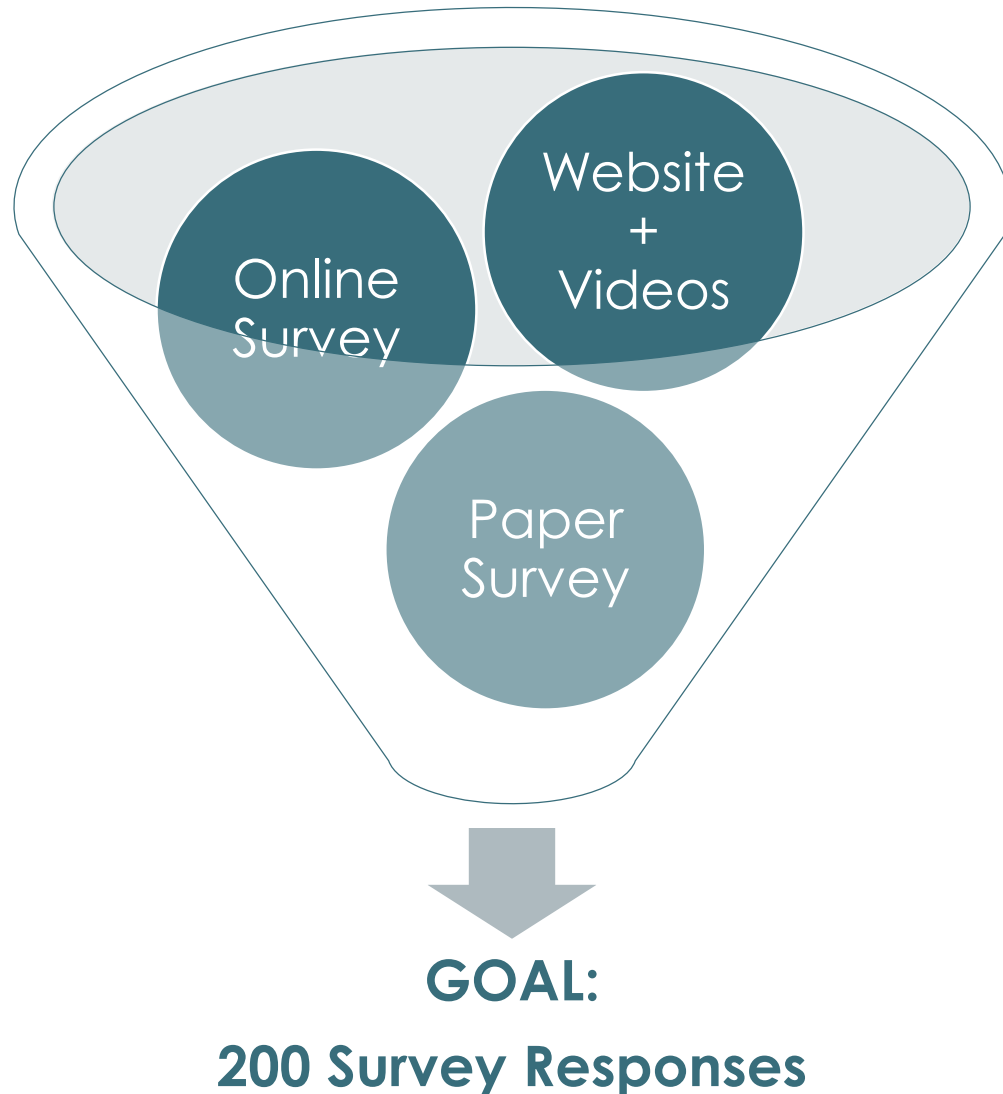 Website
+
Videos
Online
Survey
Paper
Survey
GOAL:
200 Survey Responses